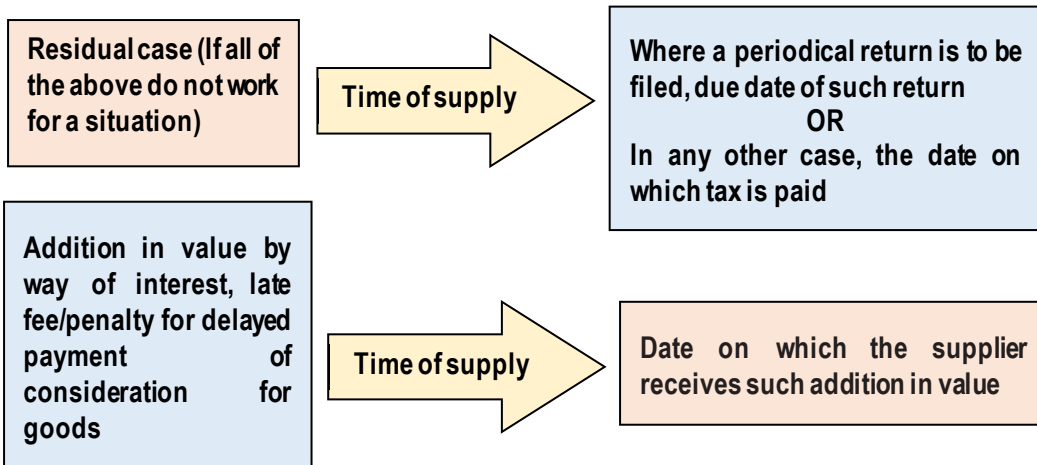 Residual case (If all of
the above do not work
for a situation)
Time of supply
Where a periodical return is to be
filed, due date of such return
OR
In any other case, the date on
which tax is paid
Addition in value by
way of interest, late
fee/penalty for delayed
payment of
consideration for
goods
Time of supply
Date on which the supplier
receives such addition in value